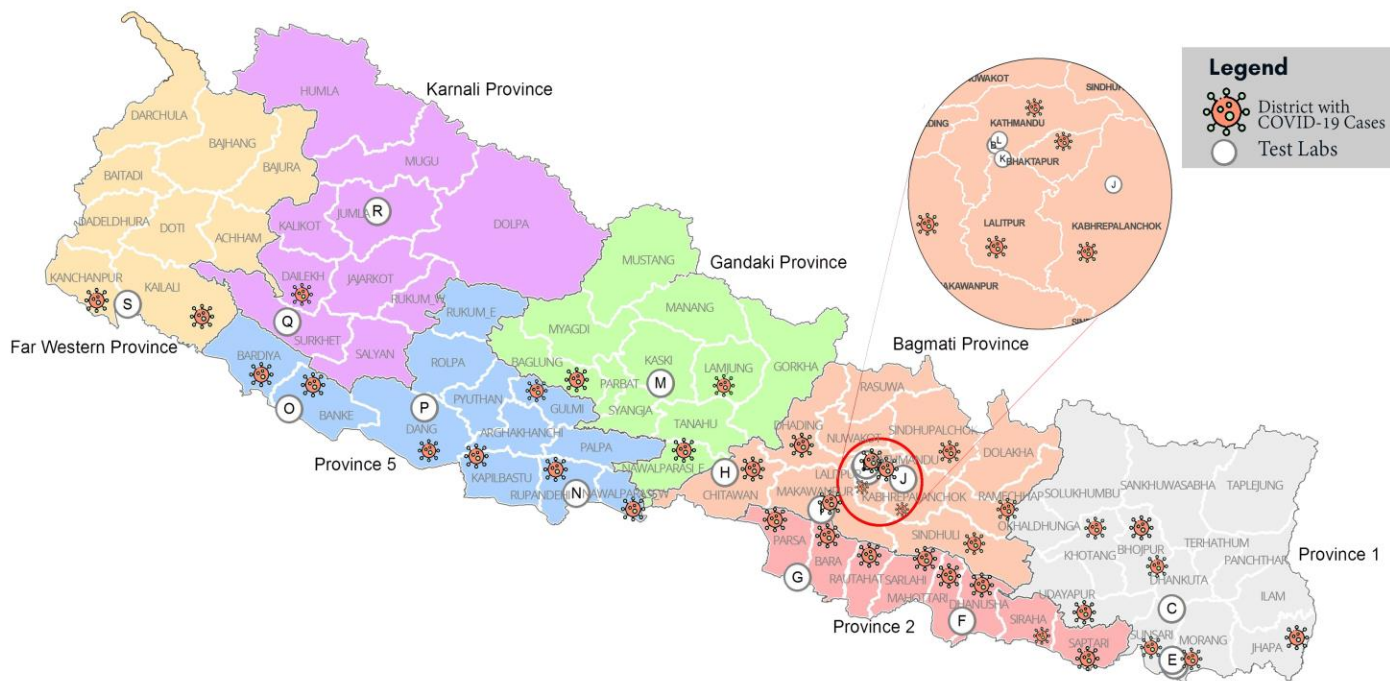 Legend
District with
COVID-19 Cases
Test Labs
Karnali Province
Gandaki Province
Bagmati Province
Far Western Province
Province 5
Province 2
Province 1
DARCHULA
BAJHANG
BAJURA
BAITADI
DADELDHURA
DOTI
ACHHAM
KANCHANPUR
KAILALI
S
HUMLA
MUGU
JUMLA
R
KALIKOT
DOLPA
DAILEKH
JAJARKOT
RUKUM_W
Q
SURKHET
SALYAN
RUKUM_E
BARDIYA
ROLPA
O
BANKE
P
PYUTHAN
DANG
GULMI
ARGHAKHANCHI
PALPA
KAPILBASTU
RUPANDEHI
N
MUSTANG
MANANG
MYAGDI
BAGLUNG
KASKI
LAMJUNG
GORKHA
PARBAT
M
SYANGJA
TANAHU
NAWALPARASI_E
RASUWA
DHADING
NUWAKOT
SINDHUPALCHOK
DOLAKHA
H
CHITAWAN
MAKAWANPUR
J
KABHREPALANCHOK
RAMECHHAP
SINDHULI
PARSA
BARA
G
RAUTAHAT
SARLAHI
MAHOTTARI
DHANUSHA
F
SIRAHA
SAPTARI
SOLUKHUMBU
SANKHUWASABHA
TAPLEJUNG
OKHALDHUNGA
KHOTANG
BHOJPUR
TERHATHUM
PANCHTHAR
DHANKUTA
UDAYAPUR
C
ILAM
SUNSARI
MORANG
JHAPA
E
KATHMANDU
L
K
BHAKTAPUR
J
LALITPUR
KABHREPALANCHOK